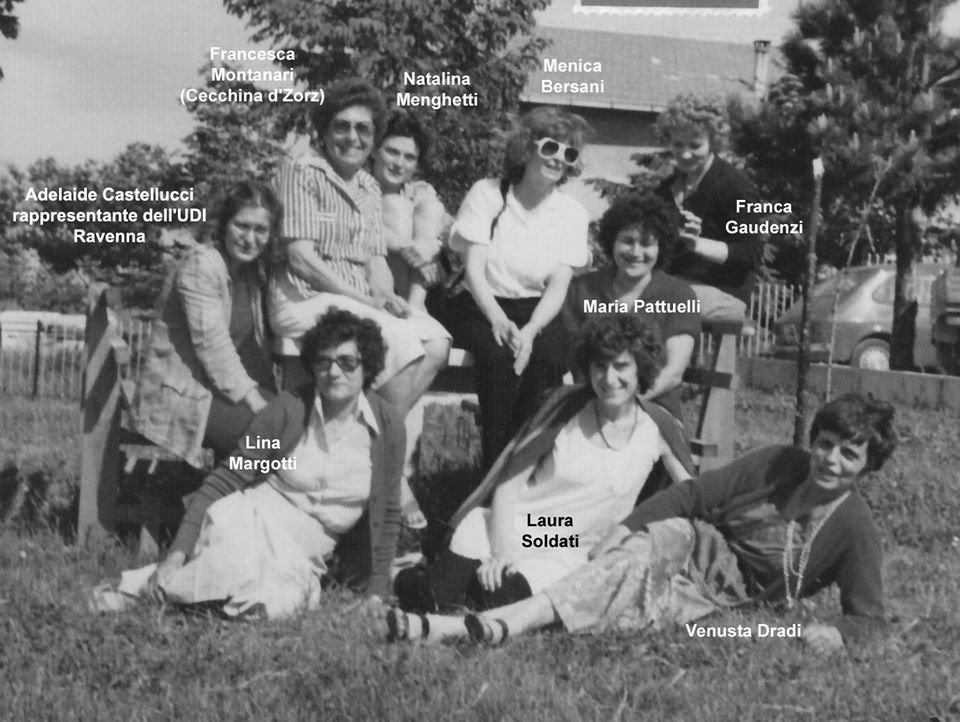 Francesca
Montanari
(Cecchina d'Zorz)
Natalina
Menghetti
Menica
Bersani
Adelaide Castellucci
rappresentante dell'UDI
Ravenna
Franca
Gaudenzi
Maria Pattuelli
Lina
Margotti
Laura
Soldati
Venusta Dradi